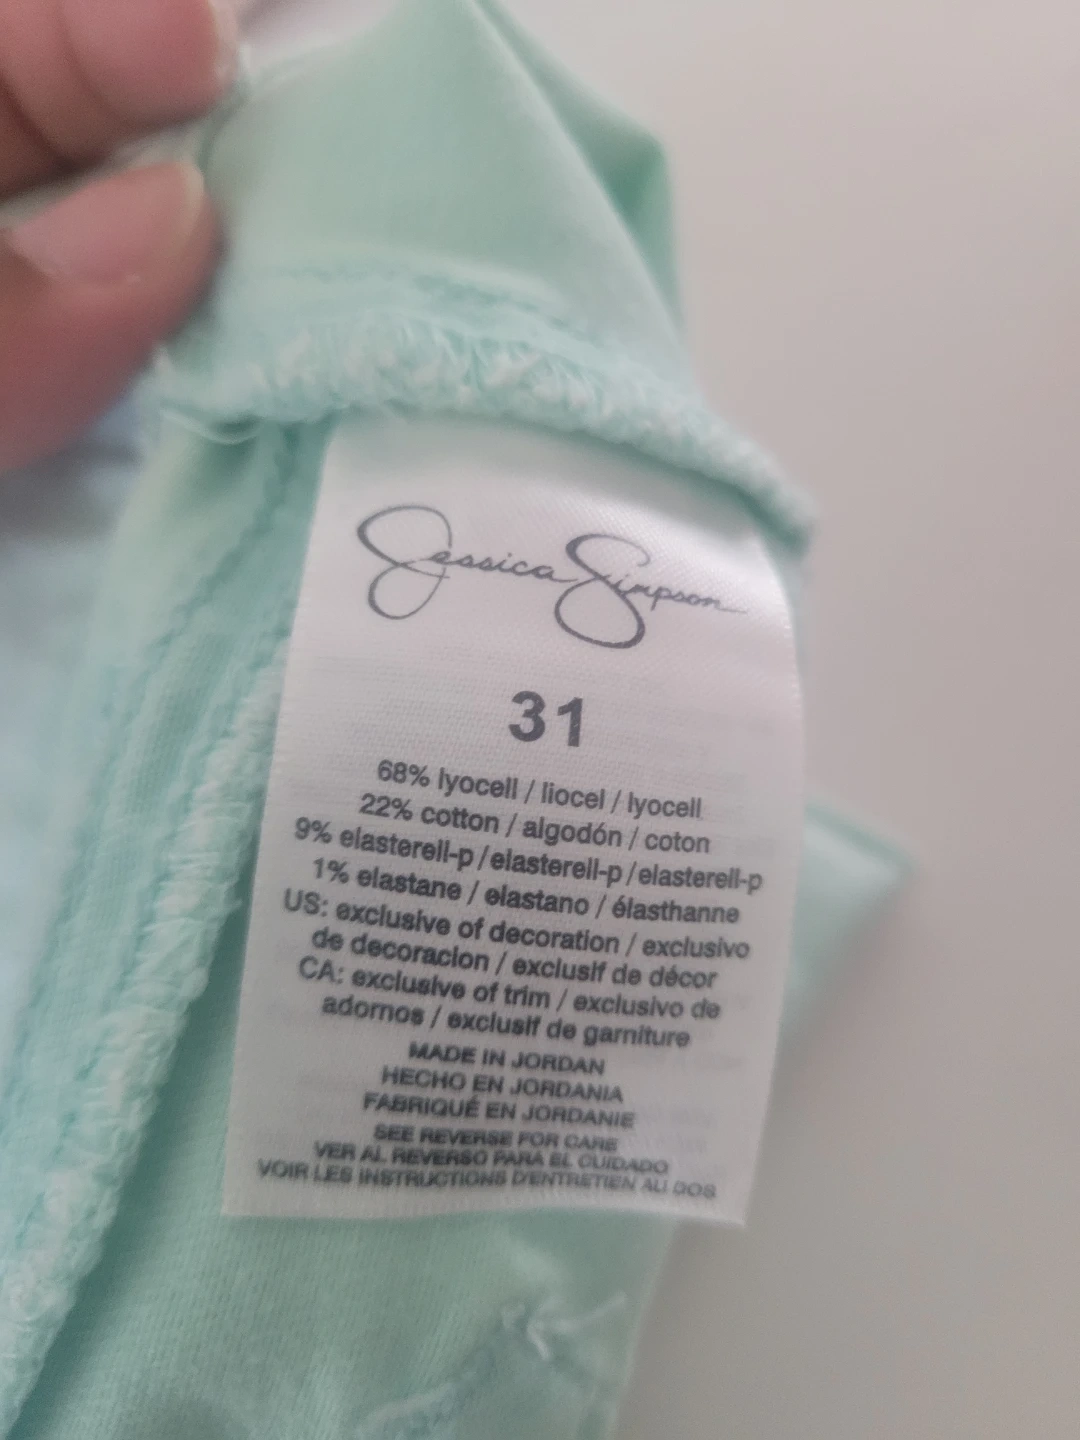 Jessica Simpson
31
68% lyocell / liocel / lyocell
22% cotton / algodón / coton
9% elasterell-p / elasterell-p / elasterell-p
1% elastane / elastano / élasthanne
US: exclusive of decoration / exclusivo
de decoracion / exclusif de décor
CA: exclusive of trim / exclusivo de
adornos / exclusif de garniture
MADE IN JORDAN
HECHO EN JORDANIA
FABRIQUÉ EN JORDANIE
SEE REVERSE FOR CARE
VER AL REVERSO PARA EL CUIDADO
VOIR LES INSTRUCTIONS D'ENTRETIEN AU DOS